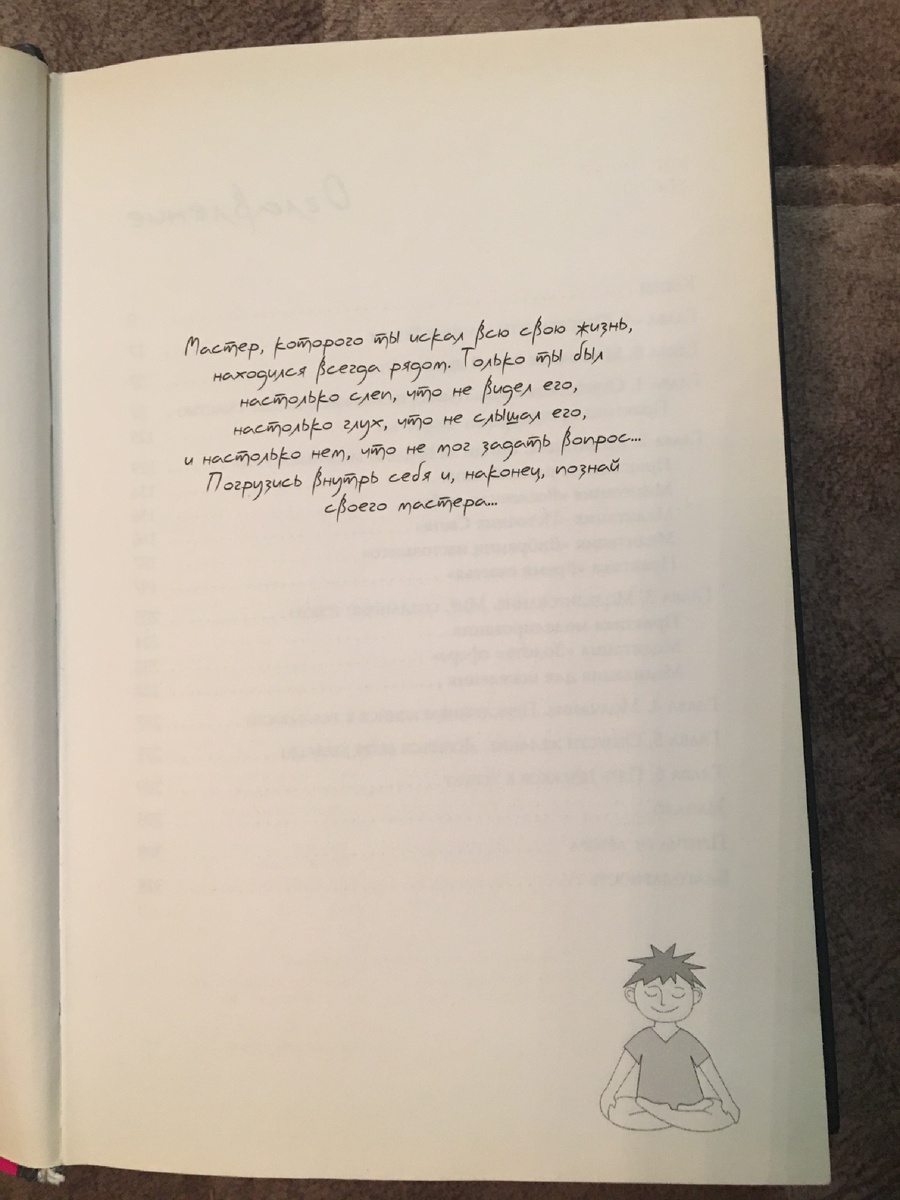 Мастер, которого ты искал всю свою жизнь,
находился всегда рядом. Только ты был
настолько слеп, что не видел его,
настолько глух, что не слышал его,
и настолько нем, что не мог задать вопрос...
Погрузись внутрь себя и, наконец, познай
своего мастера...